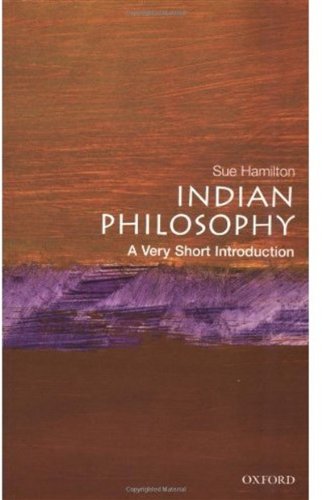 Sue Hamilton
INDIAN
PHILOSOPHY
A Very Short Introduction
OXFORD